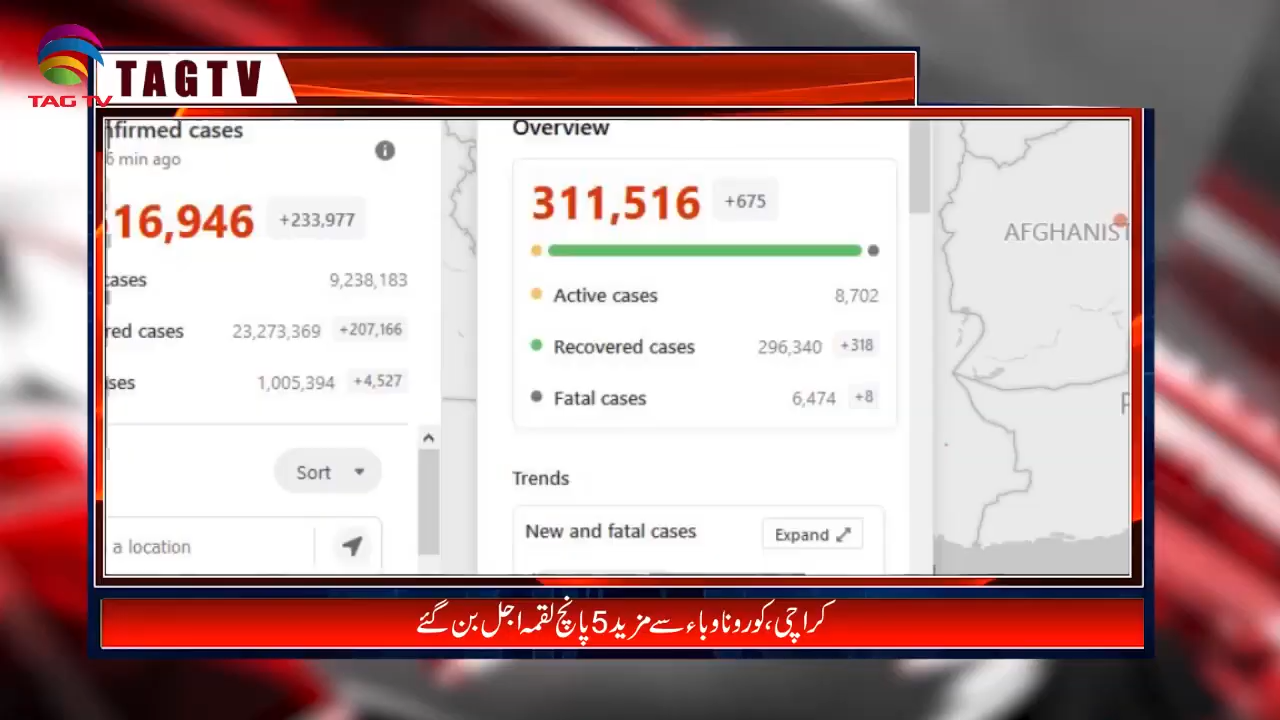 TAGTV
TAG TV
nfirmed cases
6 min ago
16,946 +233,977
cases 9,238,183
red cases 23,273,369 +207,166
ses 1,005,394 +4,527
Sort
a location
Overview
311,516 +675
Active cases 8,702
Recovered cases 296,340 +318
Fatal cases 6,474 +8
Trends
New and fatal cases Expand
AFGHANIST
کراچی، کورونا وباء سے مزید 5 پانچ لقمہ اجل بن گئے